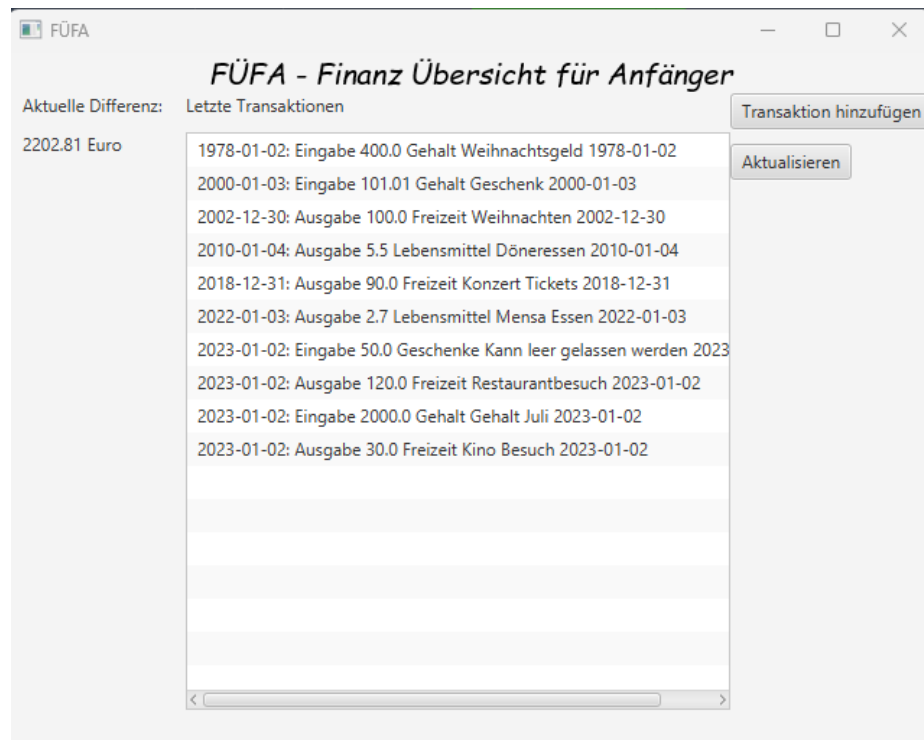 FÜFA
FÜFA - Finanz Übersicht für Anfänger
Aktuelle Differenz:
2202.81 Euro
Letzte Transaktionen
1978-01-02: Eingabe 400.0 Gehalt Weihnachtsgeld 1978-01-02
2000-01-03: Eingabe 101.01 Gehalt Geschenk 2000-01-03
2002-12-30: Ausgabe 100.0 Freizeit Weihnachten 2002-12-30
2010-01-04: Ausgabe 5.5 Lebensmittel Döneressen 2010-01-04
2018-12-31: Ausgabe 90.0 Freizeit Konzert Tickets 2018-12-31
2022-01-03: Ausgabe 2.7 Lebensmittel Mensa Essen 2022-01-03
2023-01-02: Eingabe 50.0 Geschenke Kann leer gelassen werden 2023
2023-01-02: Ausgabe 120.0 Freizeit Restaurantbesuch 2023-01-02
2023-01-02: Eingabe 2000.0 Gehalt Gehalt Juli 2023-01-02
2023-01-02: Ausgabe 30.0 Freizeit Kino Besuch 2023-01-02
Transaktion hinzufügen
Aktualisieren